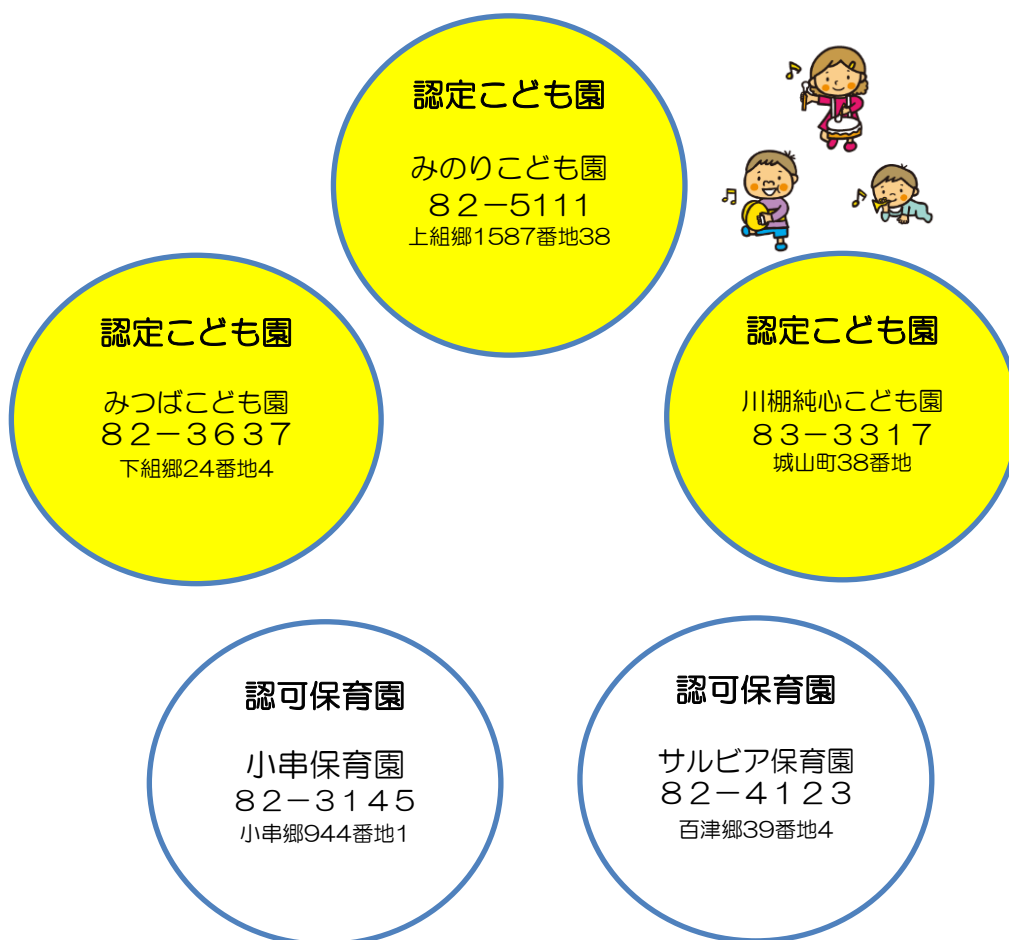 認定こども園
みのりこども園
８２－5111
上組郷1587番地38
認定こども園
みつばこども園
８２－３６３７
下組郷24番地4
認定こども園
川棚純心こども園
８３－３３１７
城山町38番地
認可保育園
小串保育園
８２－３１４５
小串郷944番地1
認可保育園
サルビア保育園
８２－４１２３
百津郷39番地4